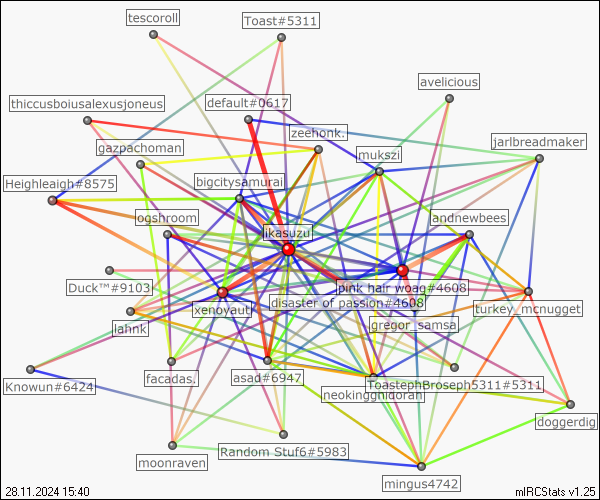 tescoroll
Toast#5311
avelicious
thiccusboiusalexusjoneus
default#0617
zeehonk.
gazpachoman
mukszi
jarlbreadmaker
Heighleaigh#8575
bigcitysamurai
ogshroom
likasuzu
andnewbees
Duck™#9103
pink hair woag#4608
xenoyaut
disaster of passion#4608
turkey_mcnugget
lahnk
gregor_samsa
Knowun#6424
facadas.
asad#6947
ToastephBroseph5311#5311
neokingghidorah
doggerdig
moonraven
Random Stuf6#5983
mingus4742
28.11.2024 15:40
mIRCStats v1.25